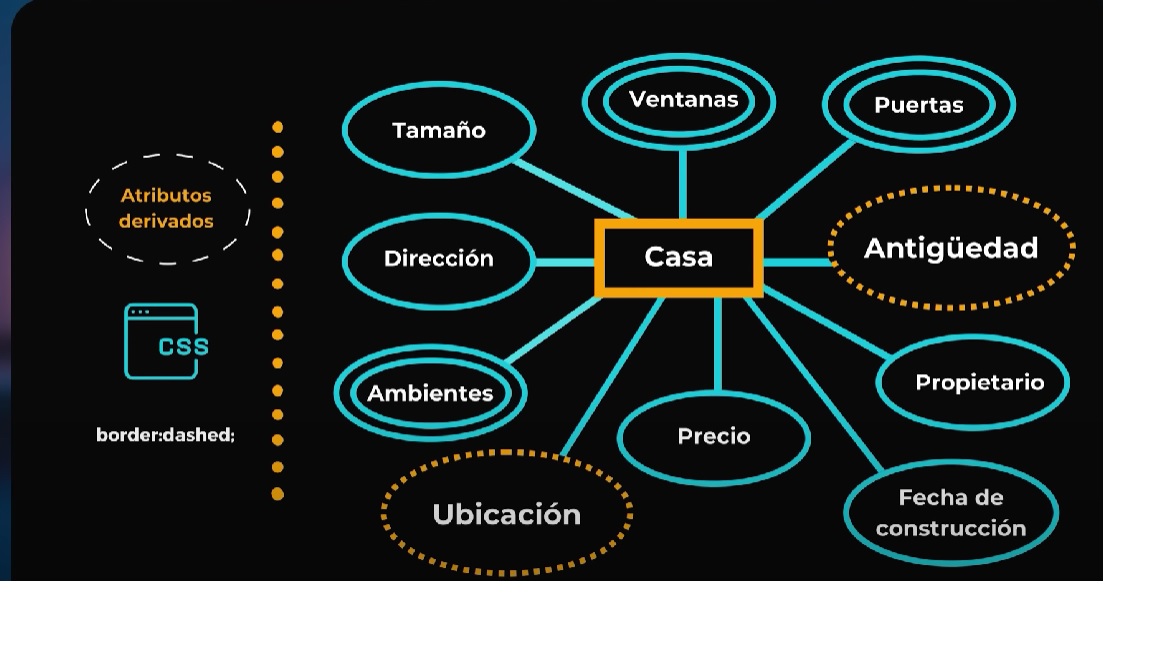 Atributos
derivados
CSS
border:dashed;
Tamaño
Ventanas
Puertas
Dirección
Casa
Antigüedad
Ambientes
Precio
Propietario
Ubicación
Fecha de
construcción